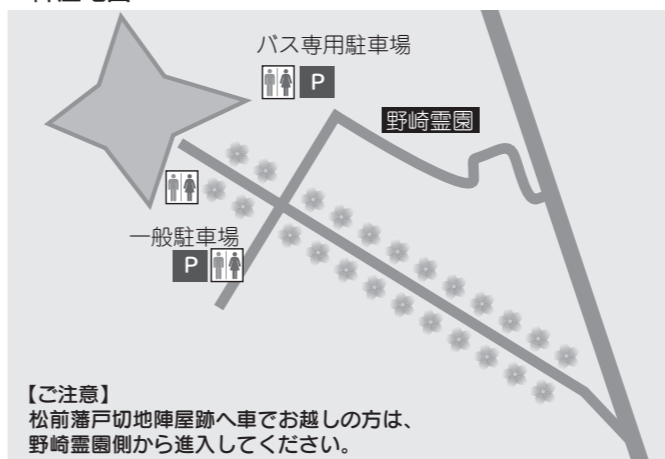 バス専用駐車場
P
野崎霊園
一般駐車場
P
【ご注意】
松前藩戸切地陣屋跡へ車でお越しの方は、
野崎霊園側から進入してください。